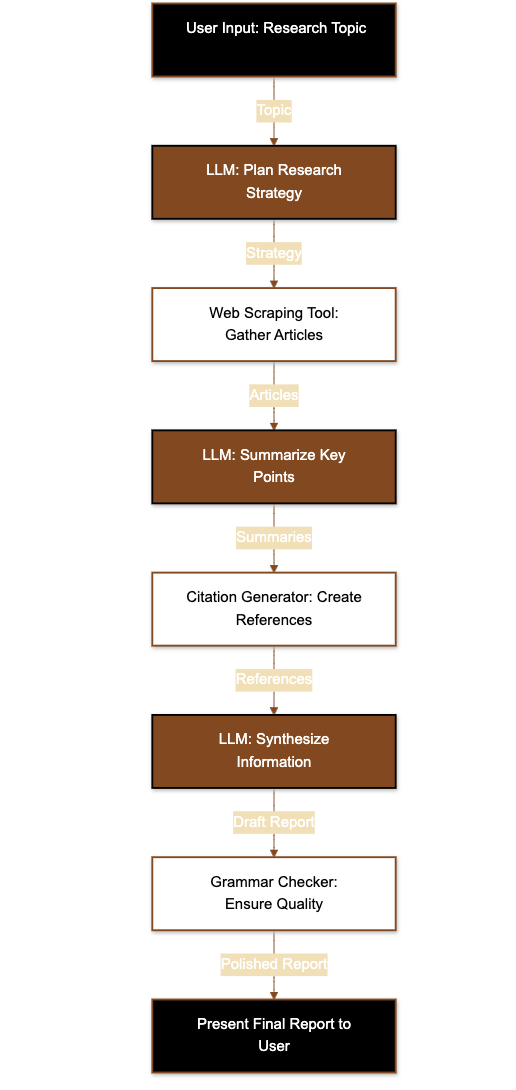 User Input: Research Topic
Topic
LLM: Plan Research
Strategy
Strategy
Web Scraping Tool:
Gather Articles
Articles
LLM: Summarize Key
Points
Summaries
Citation Generator: Create
References
References
LLM: Synthesize
Information
Draft Report
Grammar Checker:
Ensure Quality
Polished Report
Present Final Report to
User